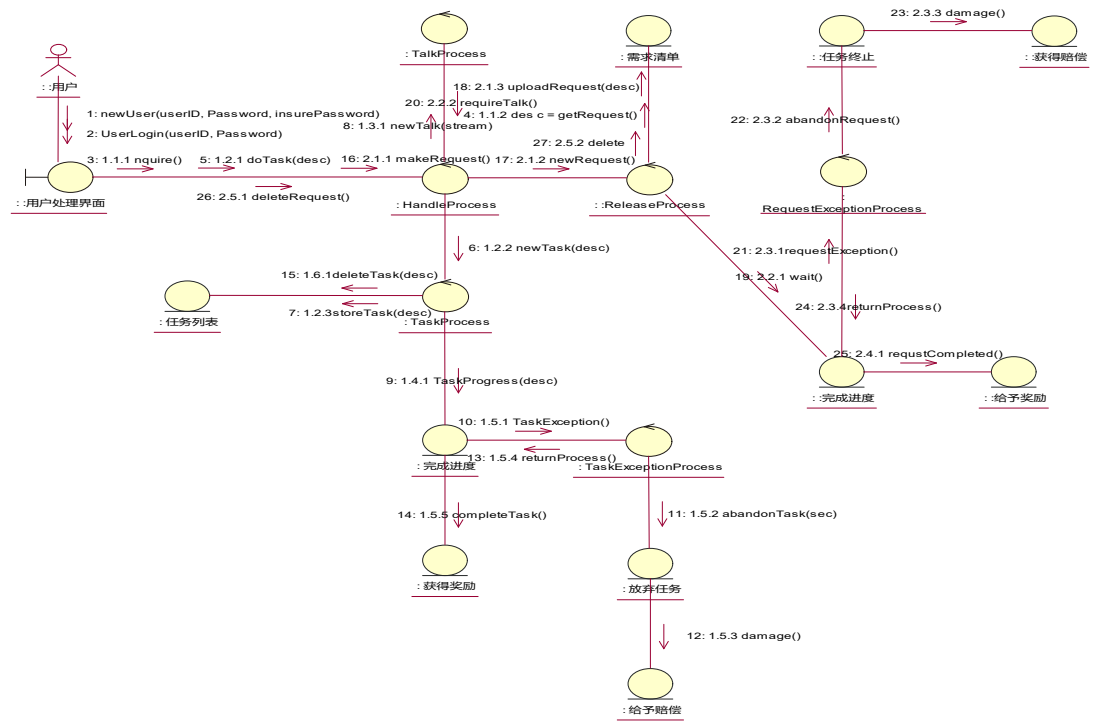 23: 2.3.3 damage()
: TalkProcess
: :需求清单
: :任务终止
: :获得赔偿
: :用户
18: 2.1.3 uploadRequest(desc)
20: 2.2.2 requireTalk()
1: newUser(userID, Password, insurePassword)
4: 1.1.2 des c = getRequest()
8: 1.3.1 newTalk(stream)
22: 2.3.2 abandonRequest()
2: UserLogin(userID, Password)
27: 2.5.2 delete
3: 1.1.1 nquire()
5: 1.2.1 doTask(desc)
16: 2.1.1 makeRequest()
17: 2.1.2 newRequest()
26: 2.5.1 deleteRequest()
: :用户处理界面
: :HandleProcess
: :ReleaseProcess
:
RequestExceptionProcess
6: 1.2.2 newTask(desc)
21: 2.3.1requestException()
15: 1.6.1deleteTask(desc)
19: 2.2.1 wait()
24: 2.3.4returnProcess()
7: 1.2.3storeTask(desc)
: 任务列表
: TaskProcess
25: 2.4.1 requstCompleted()
9: 1.4.1 TaskProgress(desc)
: :完成进度
: :给予奖励
10: 1.5.1 TaskException()
13: 1.5.4 returnProcess()
: 完成进度
: TaskExceptionProcess
14: 1.5.5 completeTask()
11: 1.5.2 abandonTask(sec)
: 获得奖励
: 放弃任务
12: 1.5.3 damage()
: 给予赔偿